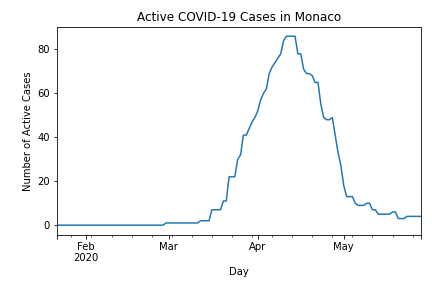 Active COVID-19 Cases in Monaco
Number of Active Cases
80
60
40
20
0
Feb
2020
Mar
Apr
May
Day